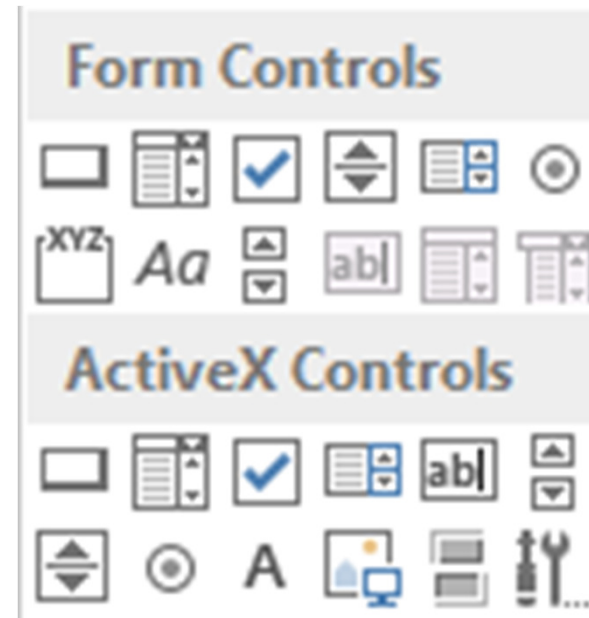 Form Controls
XYZ
Aa
ab
ActiveX Controls
ab
A
...